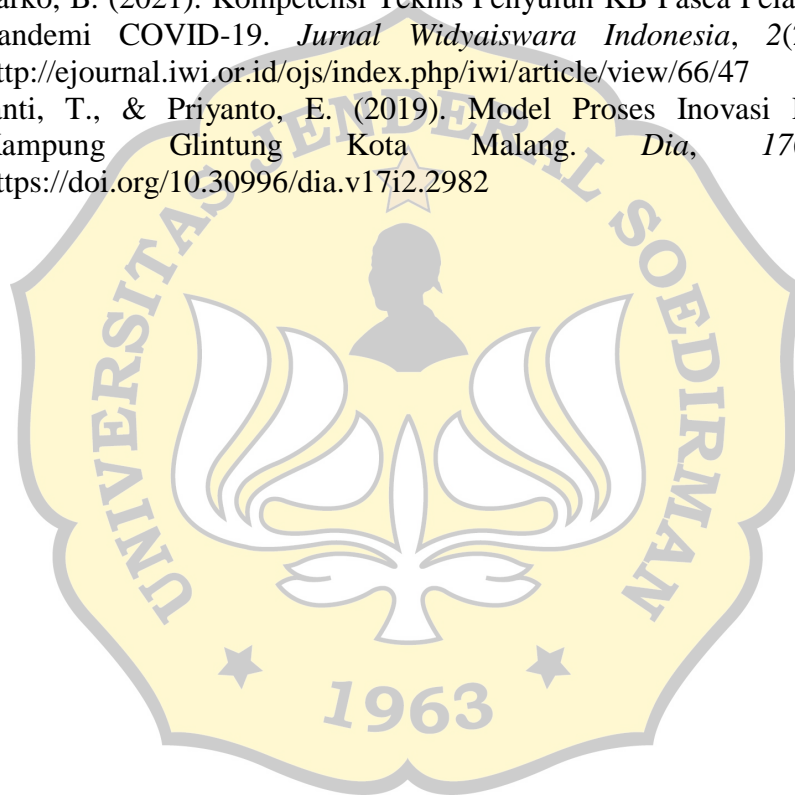 arko, B. (2021). Kompetensi Teknis Penyuluh KB Pasca Pela
andemi COVID-19. Jurnal Widyaiswara Indonesia, 2(
ttp://ejournal.iwi.or.id/ojs/index.php/iwi/article/view/66/47
anti, T., & Priyanto, E. (2019). Model Proses Inovasi
ampung Glintung Kota Malang. Dia, 17
ttps://doi.org/10.30996/dia.v17i2.2982
UNIVERSITAS JENDERAL SOEDIRMAN
1963